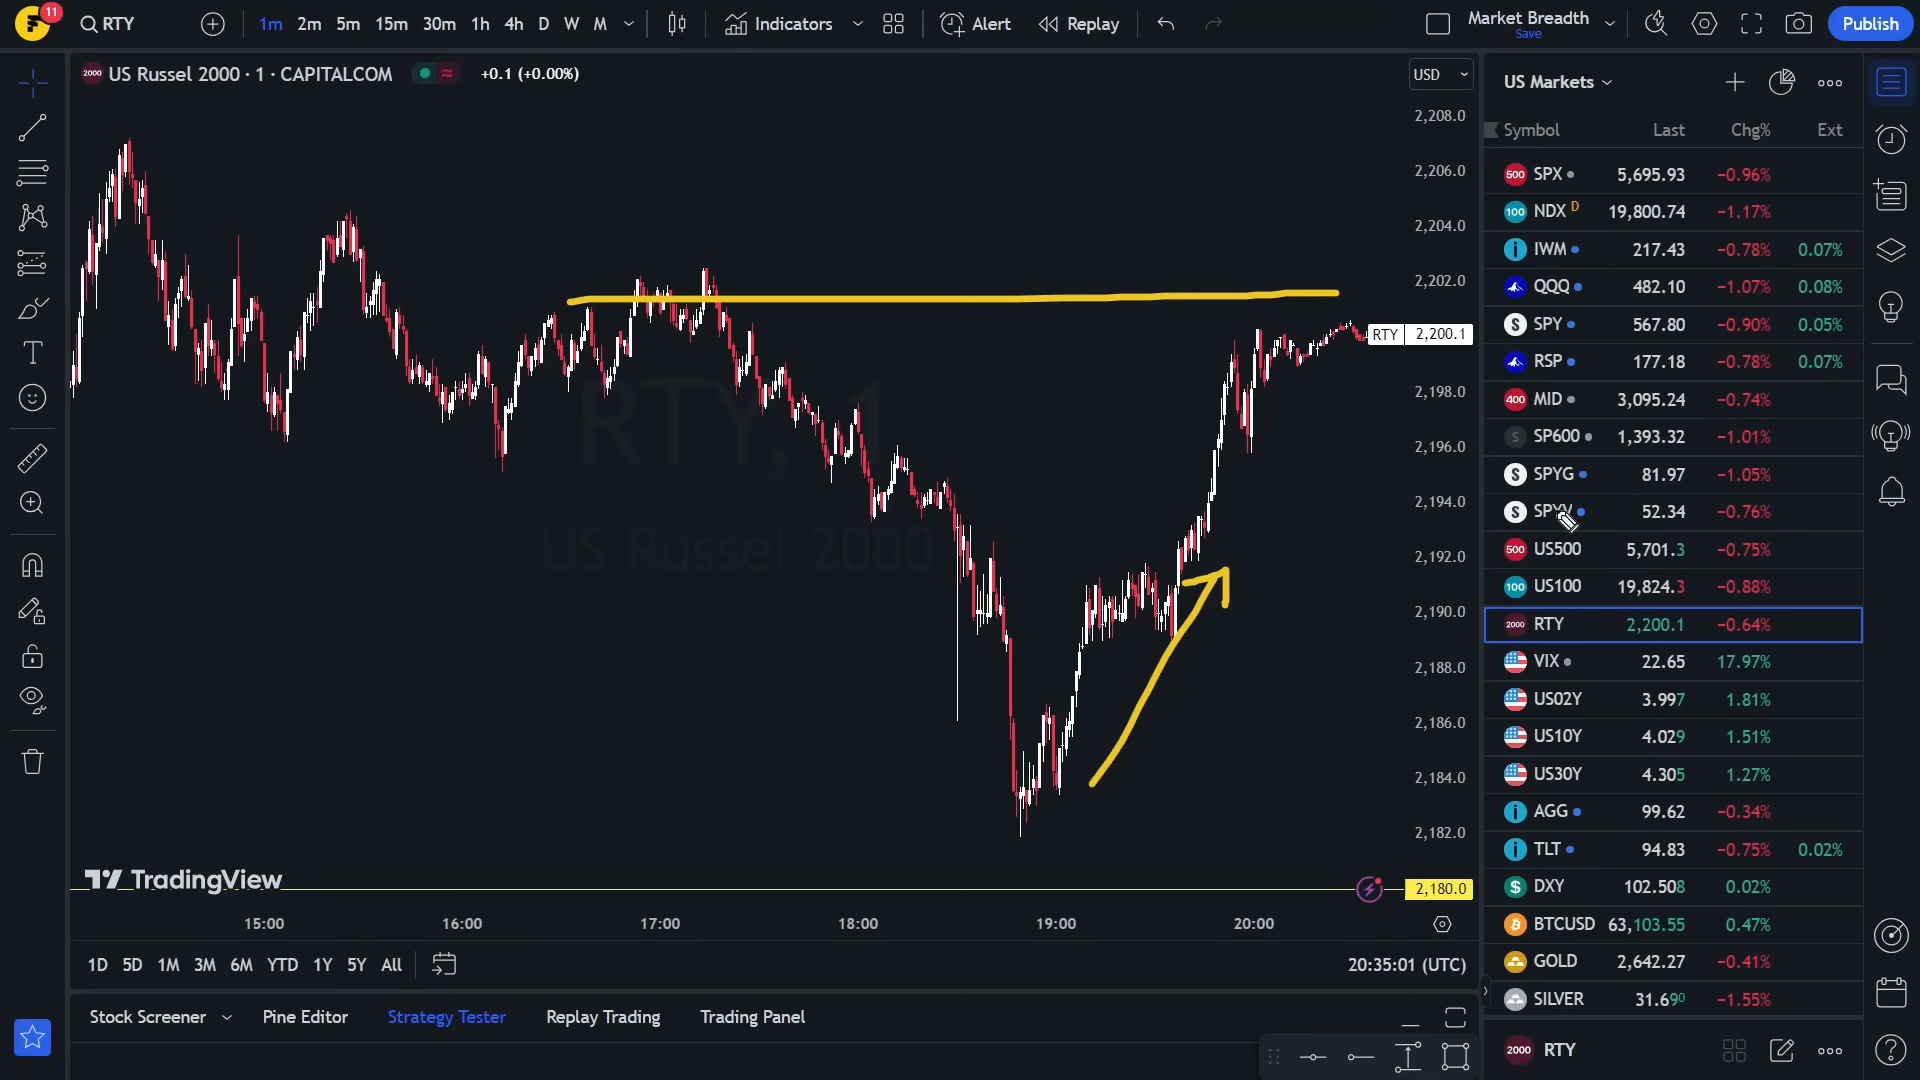 11
RTY
1m 2m 5m 15m 30m 1h 4h D W M
Indicators
Alert
Replay
Market Breadth
Save
Publish
2000 US Russel 2000 · 1 · CAPITALCOM +0.1 (+0.00%)
USD
2,208.0
2,206.0
2,204.0
2,202.0
RTY 2,200.1
2,198.0
2,196.0
2,194.0
2,192.0
2,190.0
2,188.0
2,186.0
2,184.0
2,182.0
2,180.0
RTY, 1
US Russel 2000
TradingView
15:00 16:00 17:00 18:00 19:00 20:00
1D 5D 1M 3M 6M YTD 1Y 5Y All
20:35:01 (UTC)
Stock Screener Pine Editor Strategy Tester Replay Trading Trading Panel
US Markets
Symbol Last Chg% Ext
500 SPX 5,695.93 −0.96%
100 NDX D 19,800.74 −1.17%
IWM 217.43 −0.78% 0.07%
QQQ 482.10 −1.07% 0.08%
S SPY 567.80 −0.90% 0.05%
RSP 177.18 −0.78% 0.07%
400 MID 3,095.24 −0.74%
S SP600 1,393.32 −1.01%
S SPYG 81.97 −1.05%
S SPYV 52.34 −0.76%
500 US500 5,701.3 −0.75%
100 US100 19,824.3 −0.88%
2000 RTY 2,200.1 −0.64%
VIX 22.65 17.97%
US02Y 3.997 1.81%
US10Y 4.029 1.51%
US30Y 4.305 1.27%
AGG 99.62 −0.34%
TLT 94.83 −0.75% 0.02%
DXY 102.508 0.02%
BTCUSD 63,103.55 0.47%
GOLD 2,642.27 −0.41%
SILVER 31.690 −1.55%
2000 RTY